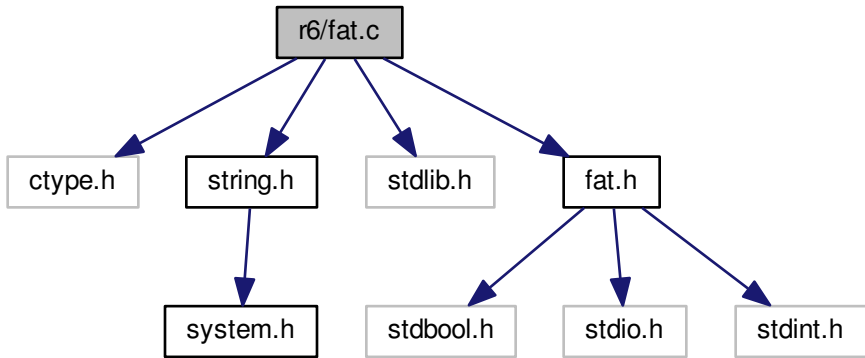 r6/fat.c
ctype.h
string.h
stdlib.h
fat.h
system.h
stdbool.h
stdio.h
stdint.h